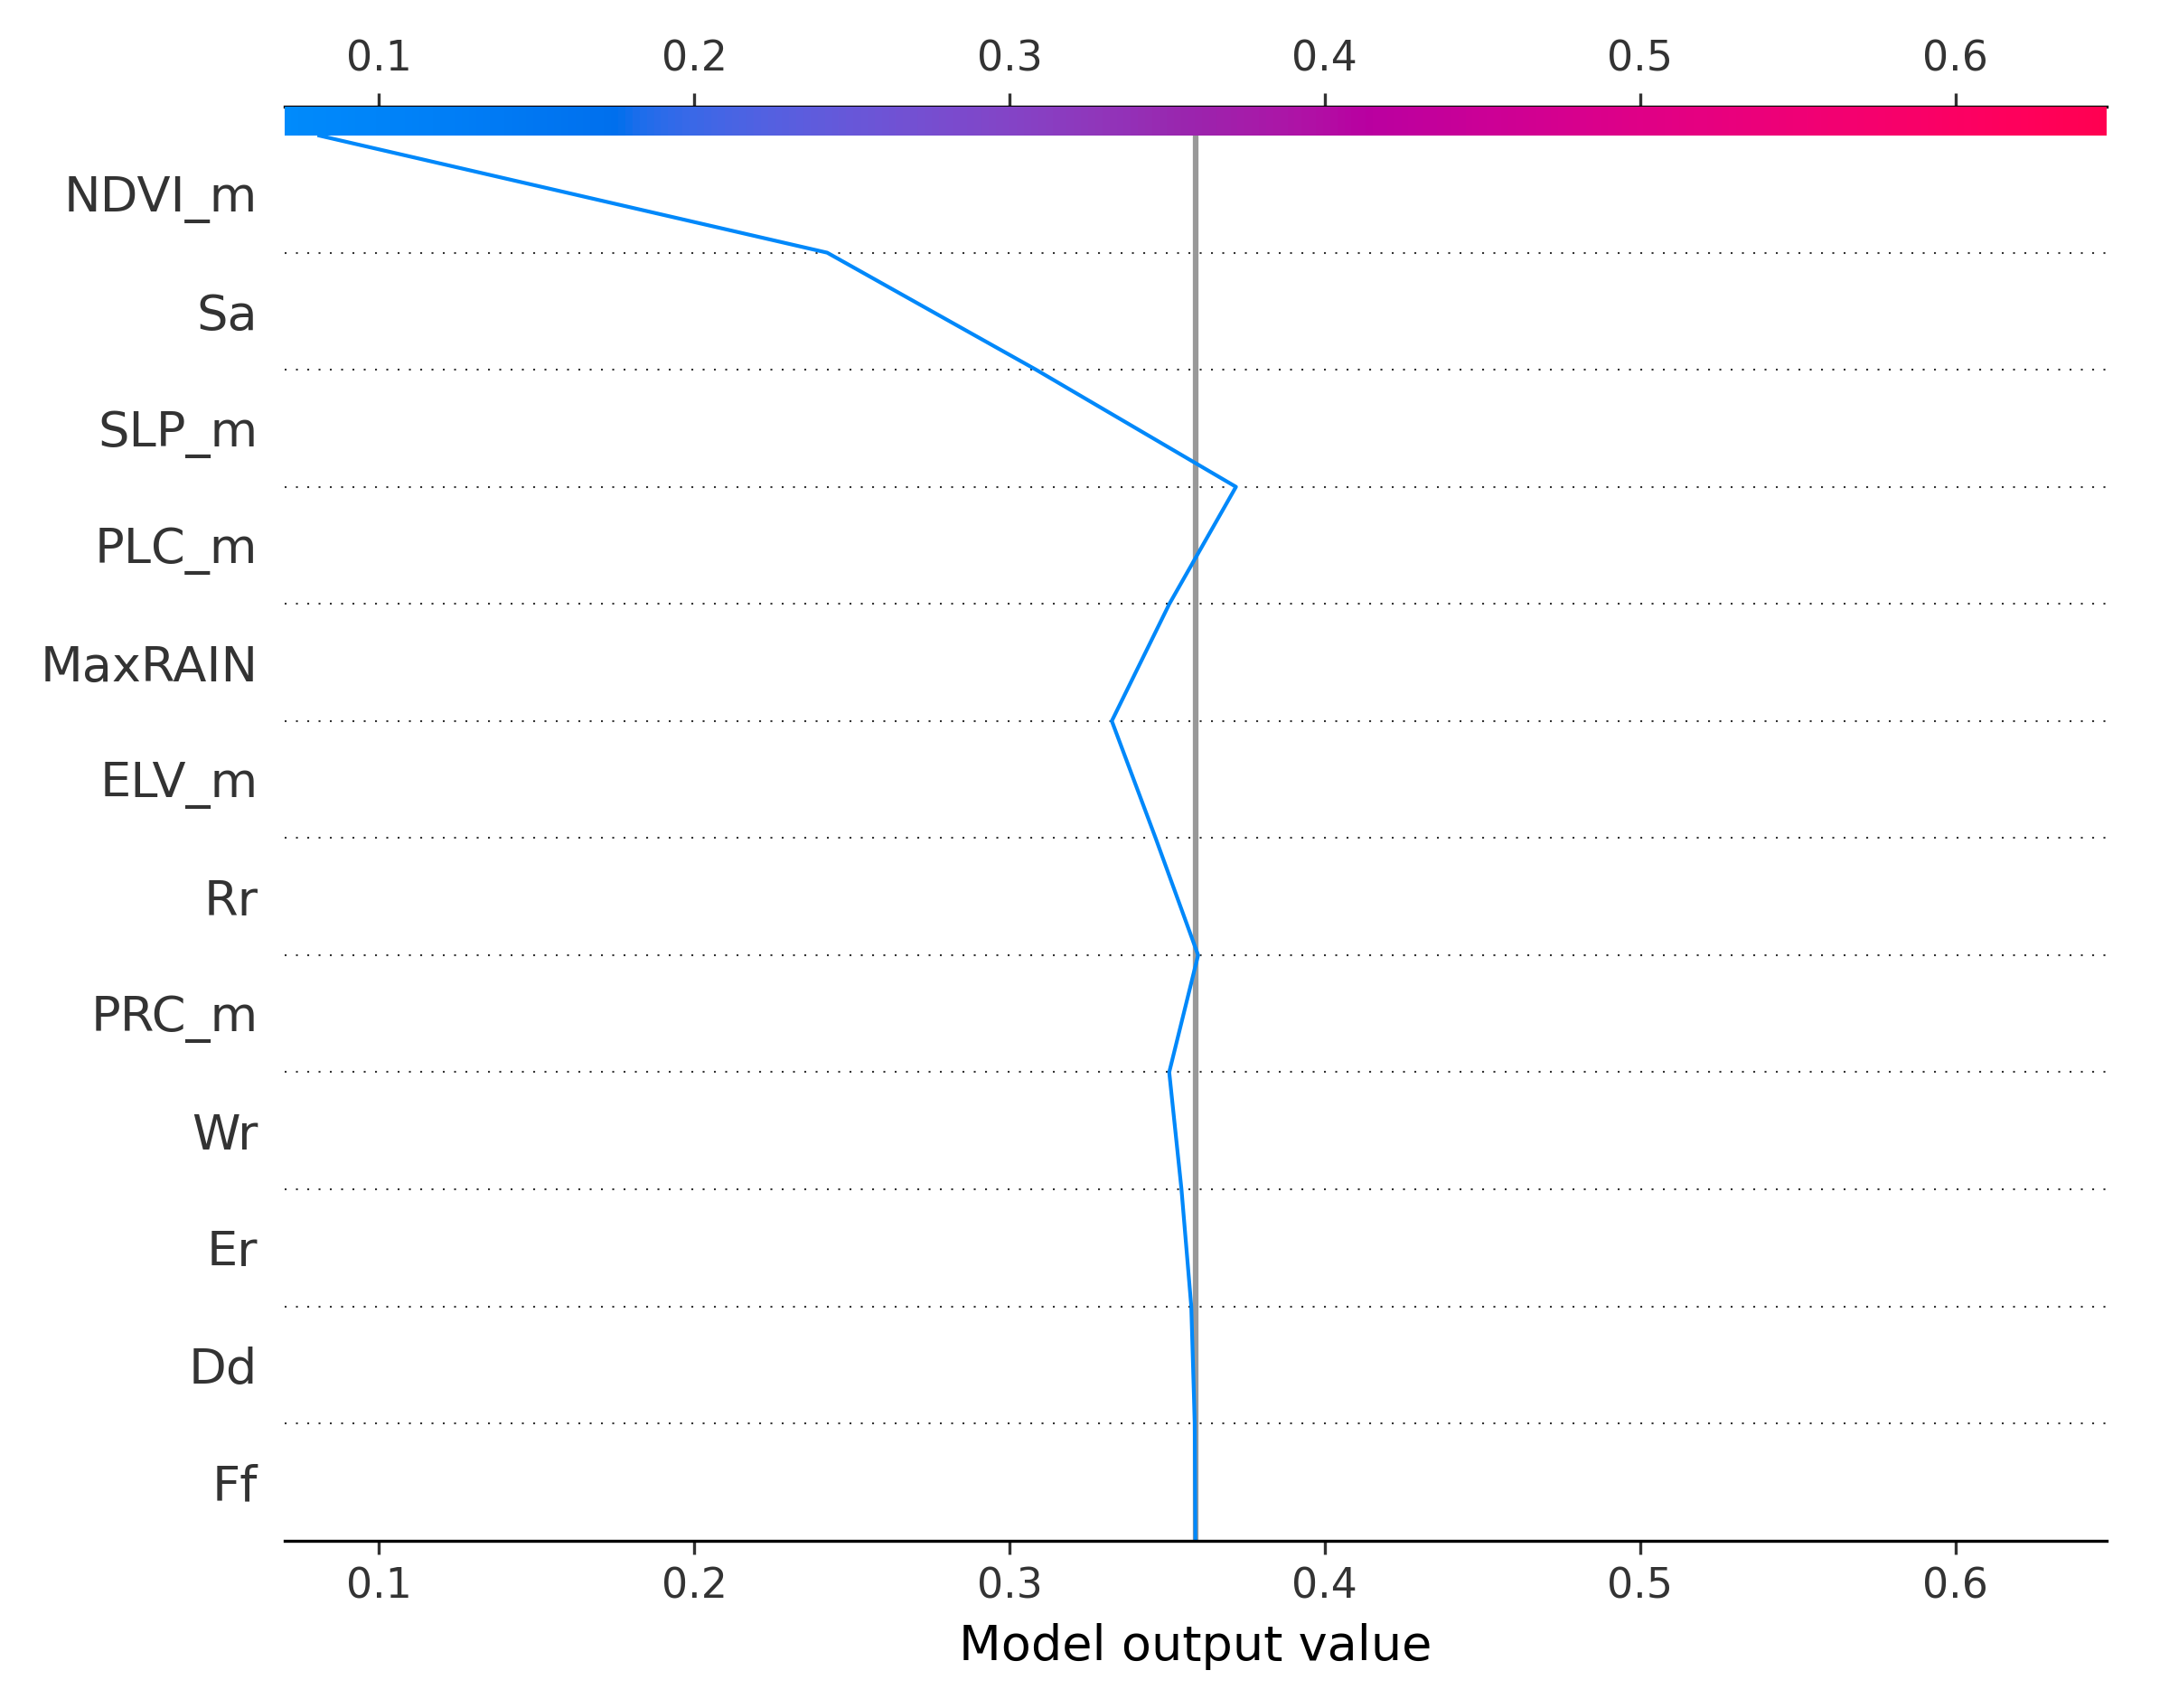 0.1 0.2 0.3 0.4 0.5 0.6
NDVI_m
Sa
SLP_m
PLC_m
MaxRAIN
ELV_m
Rr
PRC_m
Wr
Er
Dd
Ff
0.1 0.2 0.3 0.4 0.5 0.6
Model output value